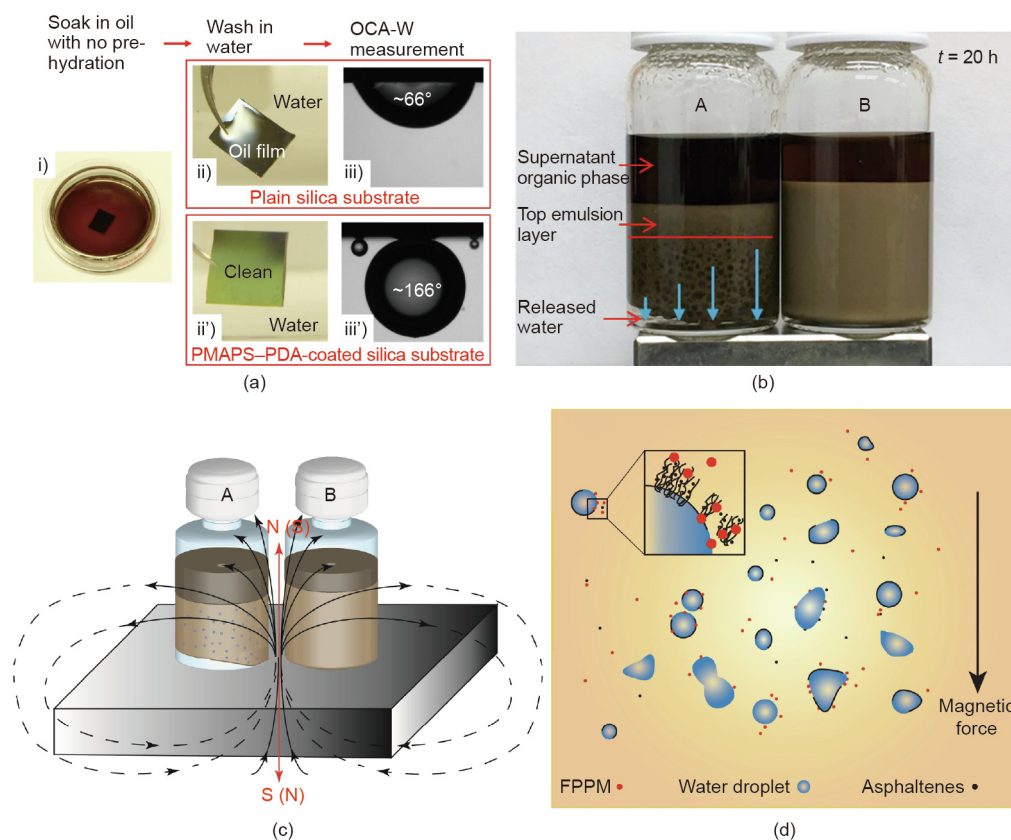 Soak in oil
with no pre-
hydration
Wash in
water
OCA-W
measurement
i)
Water
Oil film
ii)
~66°
iii)
Plain silica substrate
Clean
ii')
Water
~166°
iii')
PMAPS–PDA-coated silica substrate
(a)
t = 20 h
A
B
Supernatant
organic phase
Top emulsion
layer
Released
water
(b)
A
B
N (S)
S (N)
(c)
Magnetic
force
FPPM
Water droplet
Asphaltenes
(d)